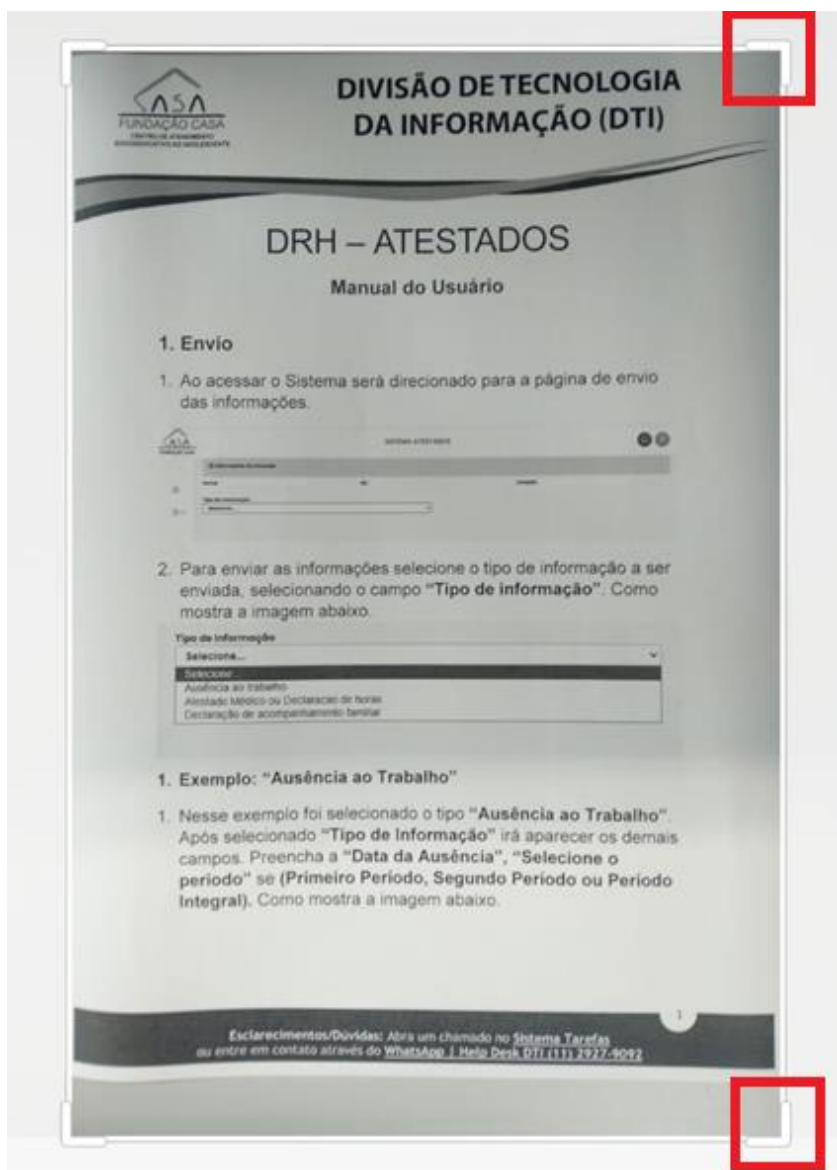 CASA
FUNDAÇÃO CASA
DIVISÃO DE TECNOLOGIA
DA INFORMAÇÃO (DTI)
DRH – ATESTADOS
Manual do Usuário
1. Envio
1. Ao acessar o Sistema será direcionado para a página de envio
das informações.
SISTEMA ATESTADOS
Tipo de Informação
Selecione...
2. Para enviar as informações selecione o tipo de informação a ser
enviada, selecionando o campo “Tipo de informação”. Como
mostra a imagem abaixo.
Tipo de Informação
Selecione...
Selecione...
Ausência ao trabalho
Atestado Médico ou Declaracao de horas
Declaração de acompanhamento familiar
1. Exemplo: “Ausência ao Trabalho”
1. Nesse exemplo foi selecionado o tipo “Ausência ao Trabalho”.
Após selecionado “Tipo de Informação” irá aparecer os demais
campos. Preencha a “Data da Ausência”, “Selecione o
período” se (Primeiro Período, Segundo Período ou Período
Integral). Como mostra a imagem abaixo.
1
Esclarecimentos/Dúvidas: Abra um chamado no Sistema Tarefas
ou entre em contato através do WhatsApp | Help Desk DTI (11) 2927-9092